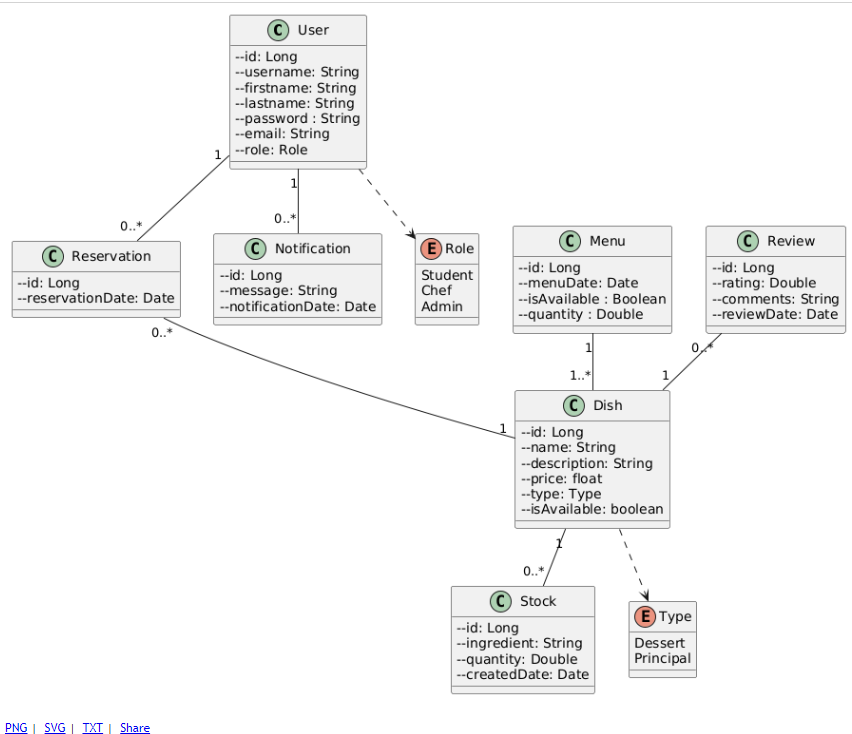 C User
--id: Long
--username: String
--firstname: String
--lastname: String
--password : String
--email: String
--role: Role
1
1
0..*
0..*
C Reservation
--id: Long
--reservationDate: Date
C Notification
--id: Long
--message: String
--notificationDate: Date
E Role
Student
Chef
Admin
C Menu
--id: Long
--menuDate: Date
--isAvailable : Boolean
--quantity : Double
C Review
--id: Long
--rating: Double
--comments: String
--reviewDate: Date
0..*
1
0..*
1..*
1
1
C Dish
--id: Long
--name: String
--description: String
--price: float
--type: Type
--isAvailable: boolean
1
0..*
C Stock
--id: Long
--ingredient: String
--quantity: Double
--createdDate: Date
E Type
Dessert
Principal
PNG | SVG | TXT | Share